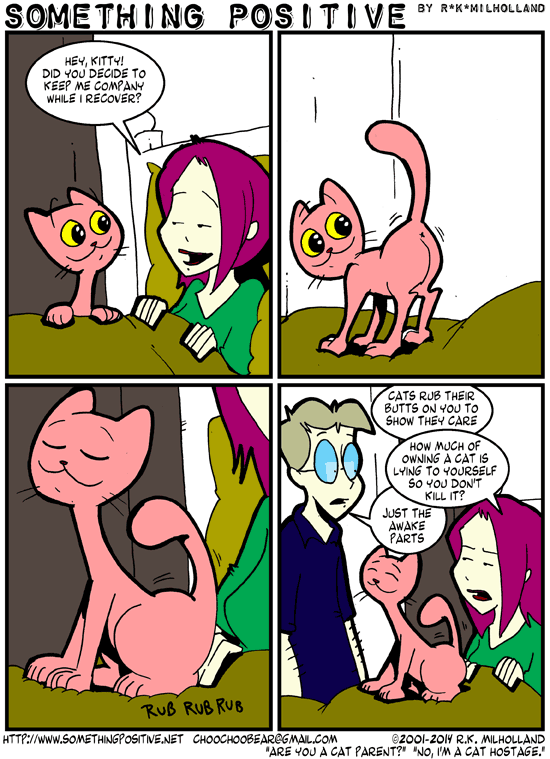 SOMETHING POSITIVE BY R*K*MILHOLLAND
HEY, KITTY!
DID YOU DECIDE TO
KEEP ME COMPANY
WHILE I RECOVER?
RUB RUB RUB
CATS RUB THEIR
BUTTS ON YOU TO
SHOW THEY CARE
HOW MUCH OF
OWNING A CAT IS
LYING TO YOURSELF
SO YOU DON'T
KILL IT?
JUST THE
AWAKE
PARTS
HTTP://WWW.SOMETHINGPOSITIVE.NET CHOOCHOOBEAR@GMAIL.COM ©2001-2014 R.K. MILHOLLAND
"ARE YOU A CAT PARENT?" "NO, I'M A CAT HOSTAGE."